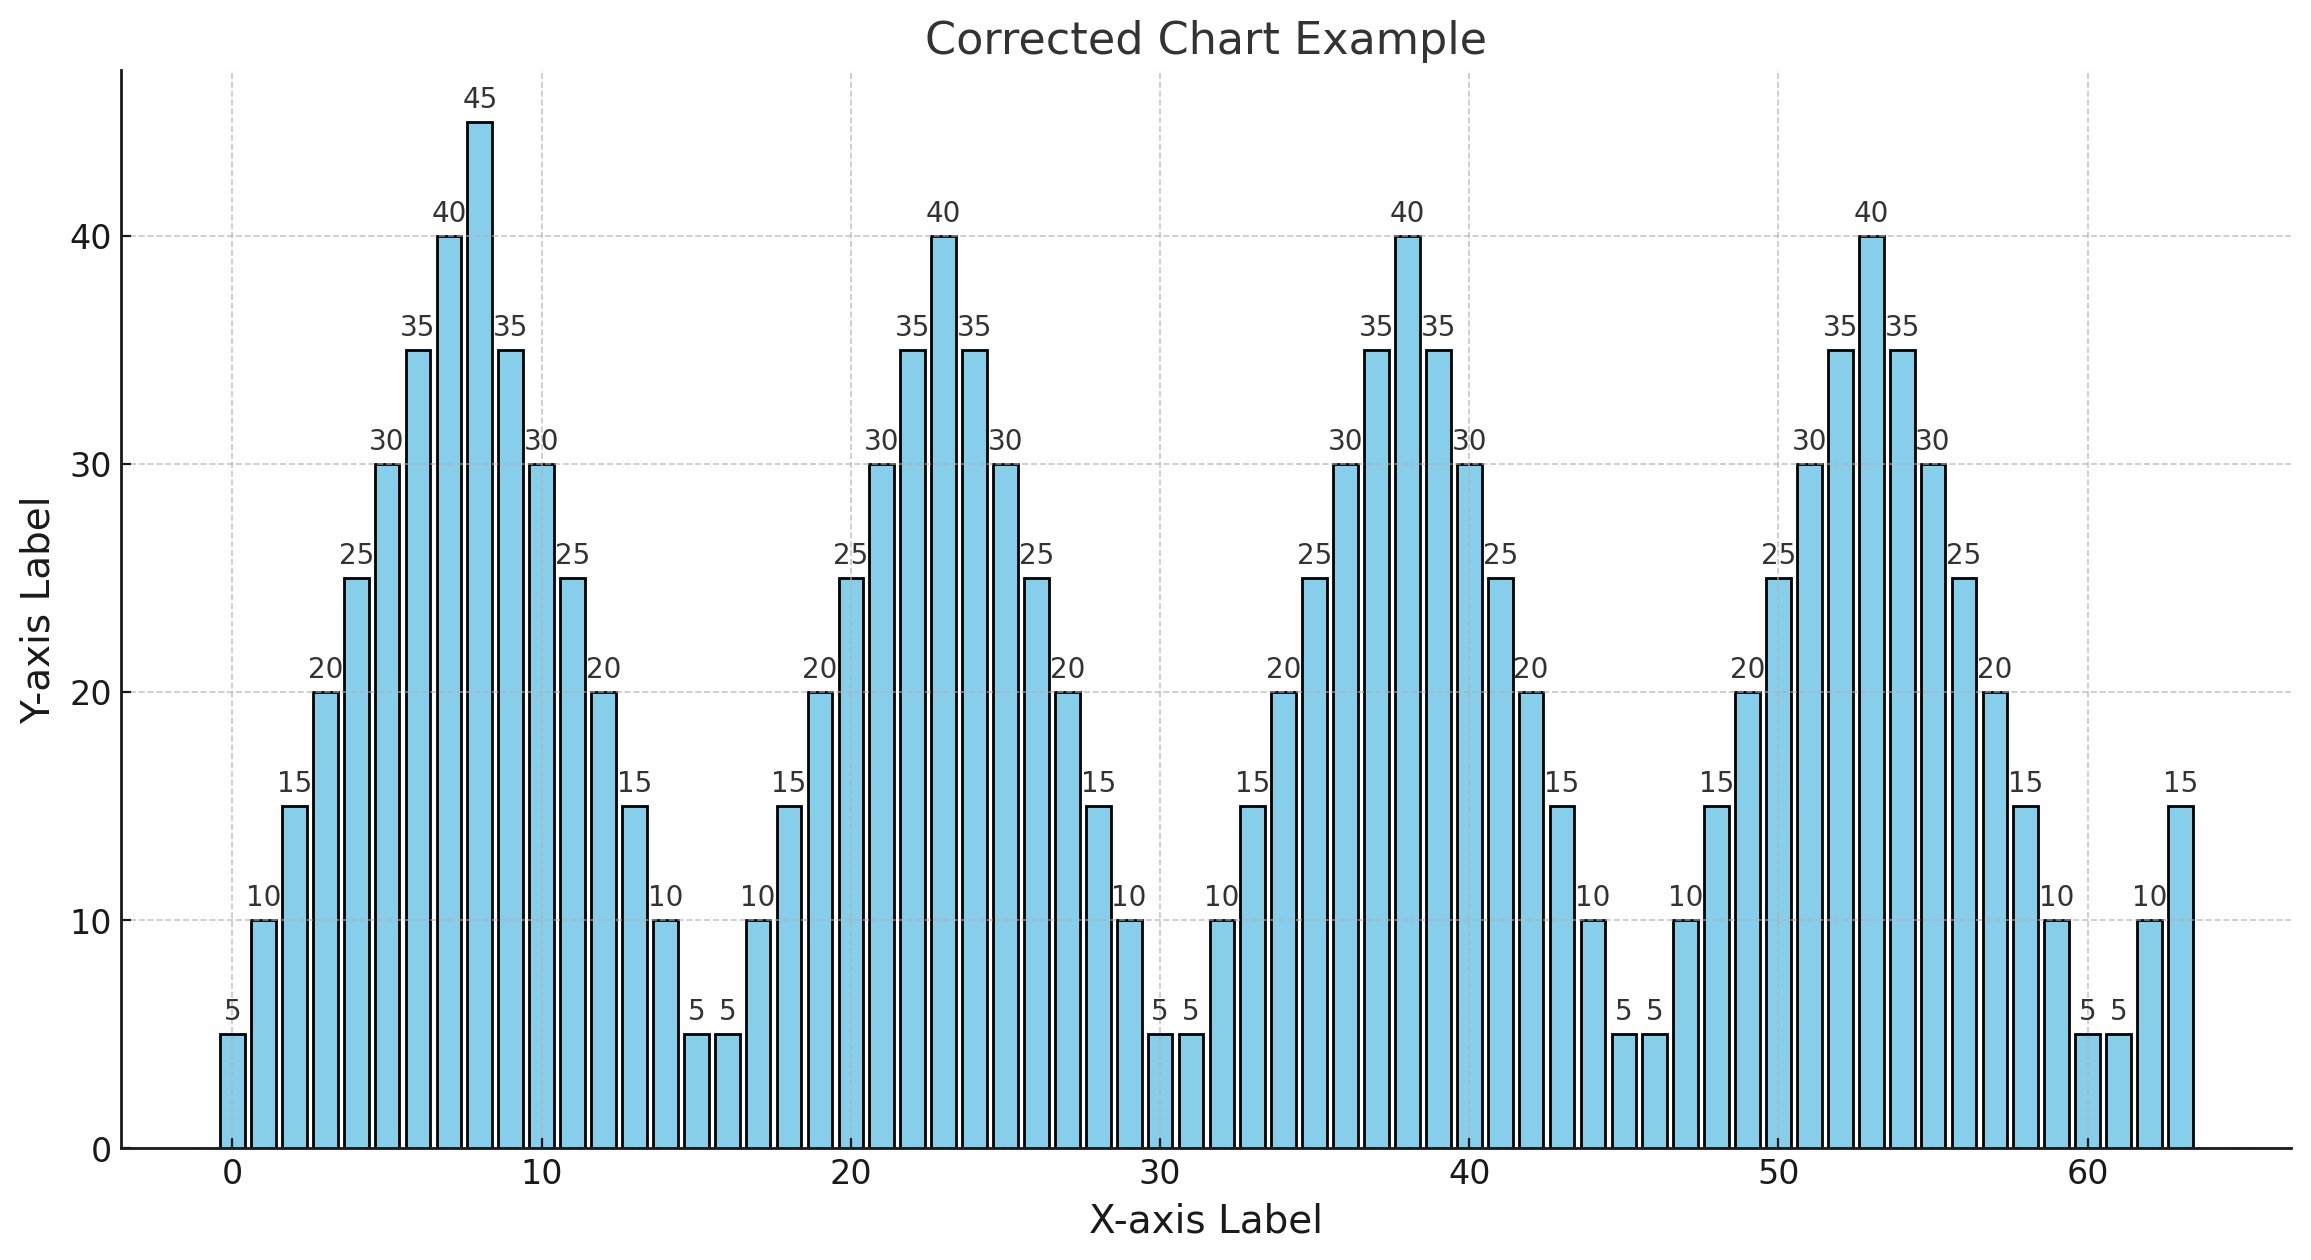 Corrected Chart Example
45
40 40 40 40
40
35 35 35 35 35 35 35 35
30 30 30 30 30 30 30 30
30
25 25 25 25 25 25 25 25
20 20 20 20 20 20 20 20
20
15 15 15 15 15 15 15 15 15
10 10 10 10 10 10 10 10 10
10
5 5 5 5 5 5 5 5 5
0
0 10 20 30 40 50 60
X-axis Label
Y-axis Label